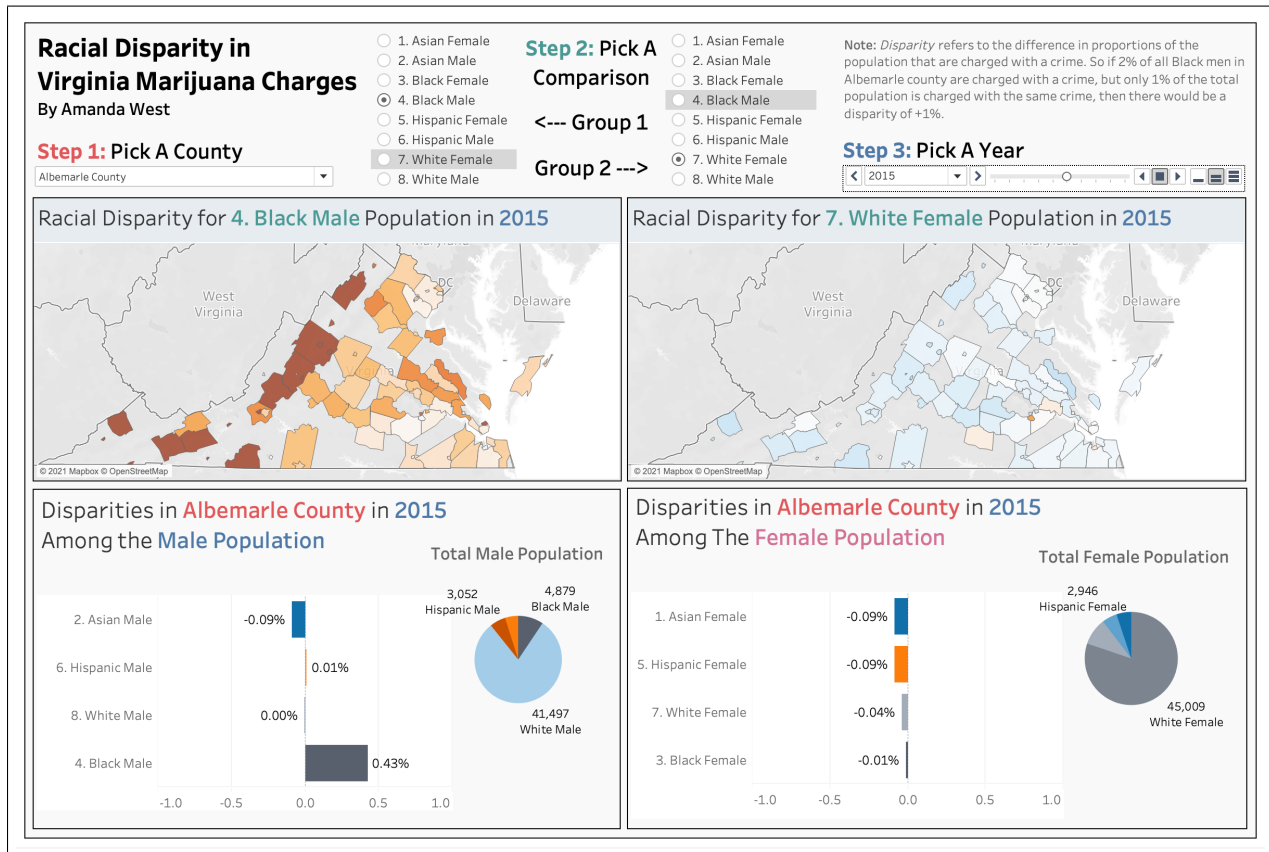 Racial Disparity in
Virginia Marijuana Charges
By Amanda West
Step 1: Pick A County
Albemarle County
1. Asian Female
2. Asian Male
3. Black Female
4. Black Male
5. Hispanic Female
6. Hispanic Male
7. White Female
8. White Male
Step 2: Pick A
Comparison
<--- Group 1
Group 2 --->
1. Asian Female
2. Asian Male
3. Black Female
4. Black Male
5. Hispanic Female
6. Hispanic Male
7. White Female
8. White Male
Note: Disparity refers to the difference in proportions of the
population that are charged with a crime. So if 2% of all Black men in
Albemarle county are charged with a crime, but only 1% of the total
population is charged with the same crime, then there would be a
disparity of +1%.
Step 3: Pick A Year
2015
Racial Disparity for 4. Black Male Population in 2015
Maryland
West
Virginia
DC
Delaware
Virginia
© 2021 Mapbox © OpenStreetMap
Racial Disparity for 7. White Female Population in 2015
Maryland
West
Virginia
DC
Delaware
Virginia
© 2021 Mapbox © OpenStreetMap
Disparities in Albemarle County in 2015
Among the Male Population
Total Male Population
2. Asian Male
-0.09%
6. Hispanic Male
0.01%
8. White Male
0.00%
4. Black Male
0.43%
-1.0 -0.5 0.0 0.5 1.0
3,052
Hispanic Male
4,879
Black Male
41,497
White Male
Disparities in Albemarle County in 2015
Among The Female Population
Total Female Population
1. Asian Female
-0.09%
5. Hispanic Female
-0.09%
7. White Female
-0.04%
3. Black Female
-0.01%
-1.0 -0.5 0.0 0.5 1.0
2,946
Hispanic Female
45,009
White Female